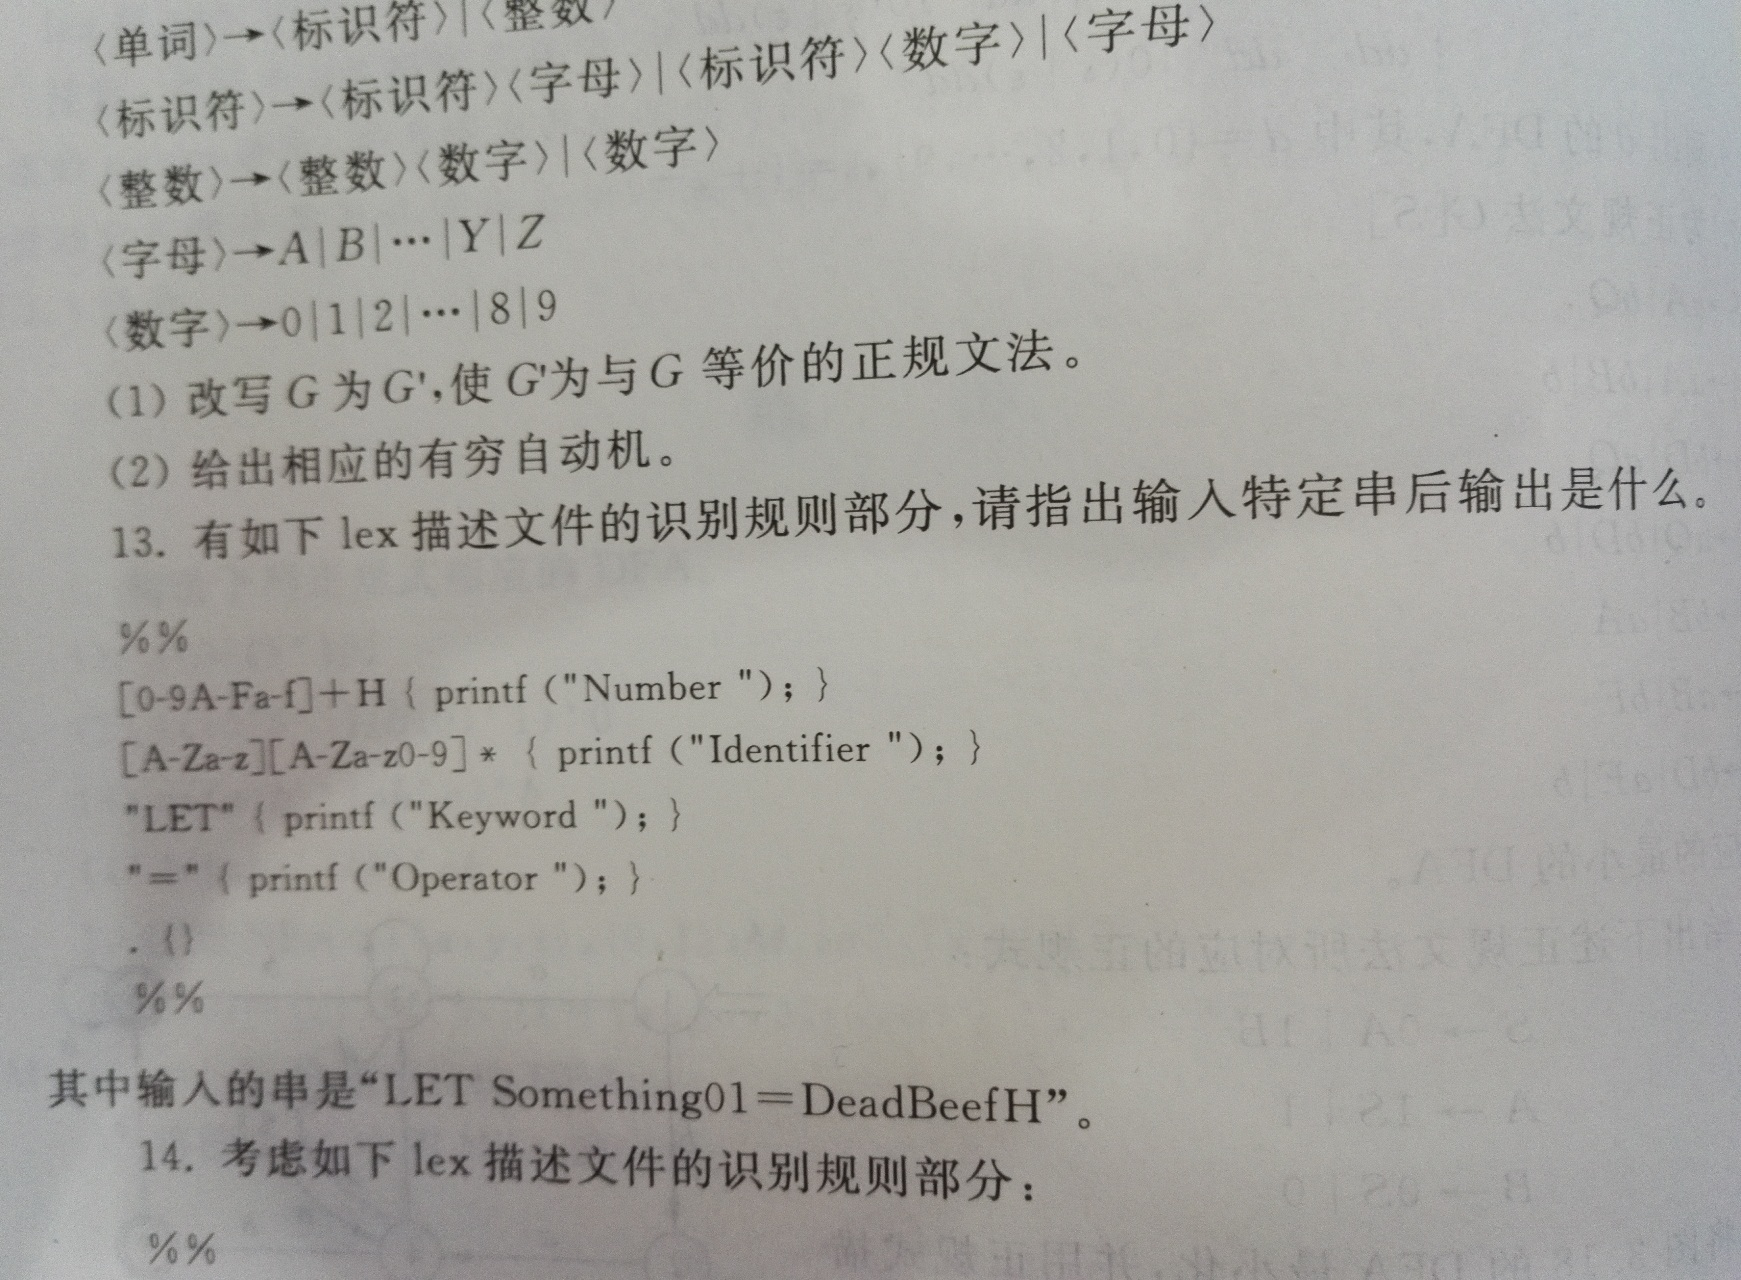 〈单词〉→〈标识符〉|〈整数〉
〈标识符〉→〈标识符〉〈字母〉|〈标识符〉〈数字〉|〈字母〉
〈整数〉→〈整数〉〈数字〉|〈数字〉
〈字母〉→A|B|…|Y|Z
〈数字〉→0|1|2|…|8|9
(1) 改写 G 为 G',使 G'为与 G 等价的正规文法。
(2) 给出相应的有穷自动机。
13. 有如下 lex 描述文件的识别规则部分,请指出输入特定串后输出是什么。
%%
[0-9A-Fa-f]+H { printf ("Number "); }
[A-Za-z][A-Za-z0-9] * { printf ("Identifier "); }
"LET" { printf ("Keyword "); }
"=" { printf ("Operator "); }
. {}
%%
其中输入的串是“LET Something01=DeadBeefH”。
14. 考虑如下 lex 描述文件的识别规则部分:
%%